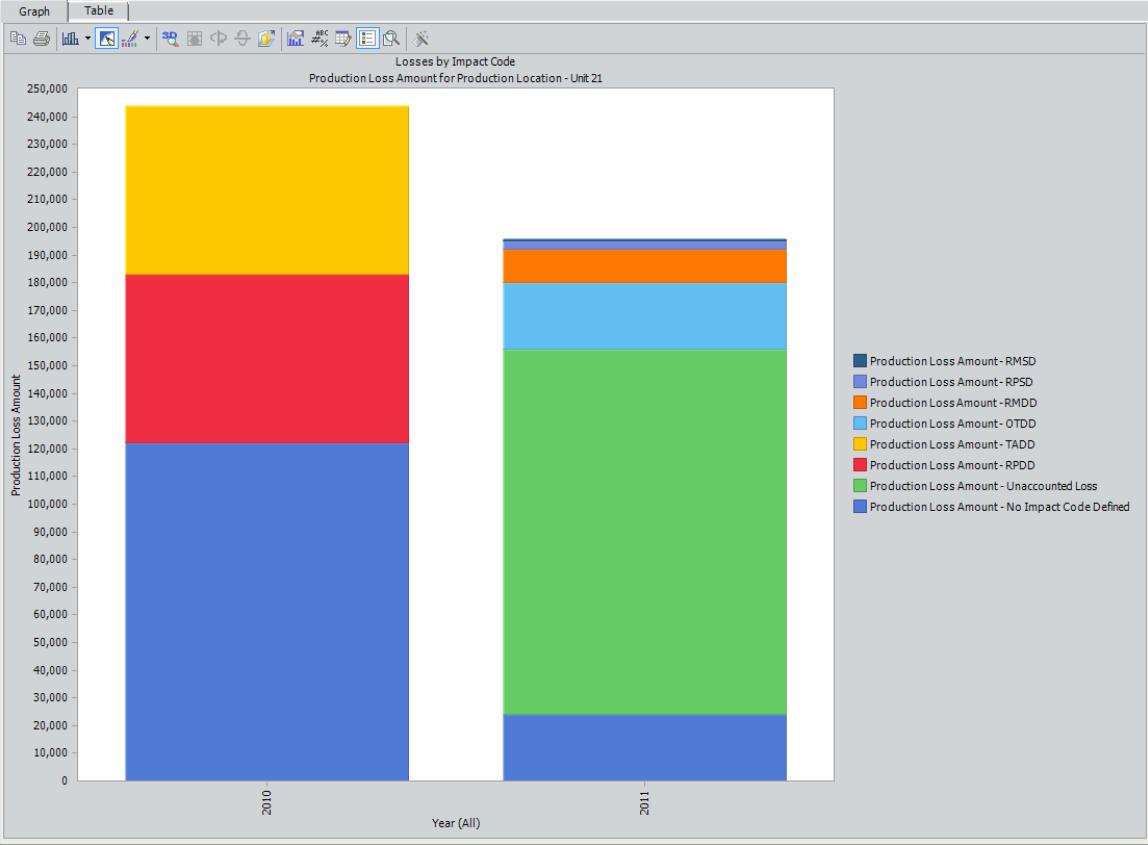 Graph Table
3D ABC #%
Losses by Impact Code
Production Loss Amount for Production Location - Unit 21
250,000
240,000
230,000
220,000
210,000
200,000
190,000
180,000
170,000
160,000
150,000
140,000
130,000
120,000
110,000
100,000
90,000
80,000
70,000
60,000
50,000
40,000
30,000
20,000
10,000
0
Production Loss Amount
2010 2011
Year (All)
Production Loss Amount - RMSD
Production Loss Amount - RPSD
Production Loss Amount - RMDD
Production Loss Amount - OTDD
Production Loss Amount - TADD
Production Loss Amount - RPDD
Production Loss Amount - Unaccounted Loss
Production Loss Amount - No Impact Code Defined